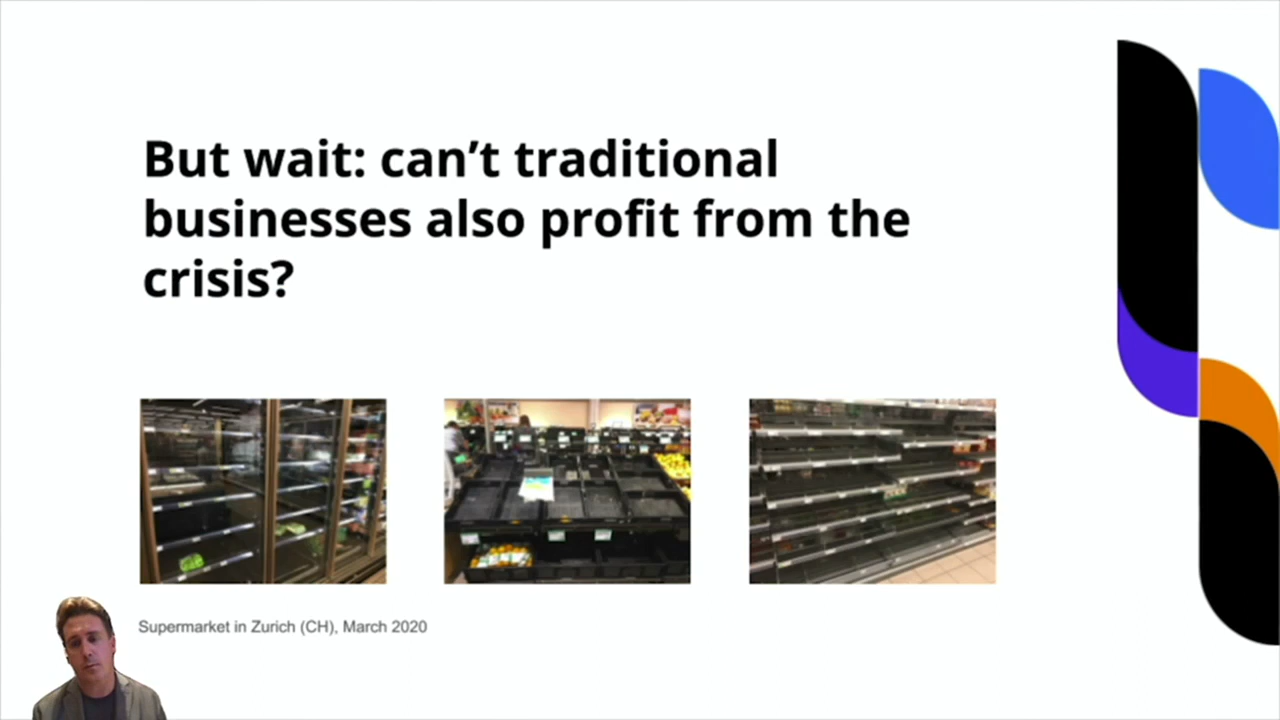 But wait: can’t traditional
businesses also profit from the
crisis?
Supermarket in Zurich (CH), March 2020